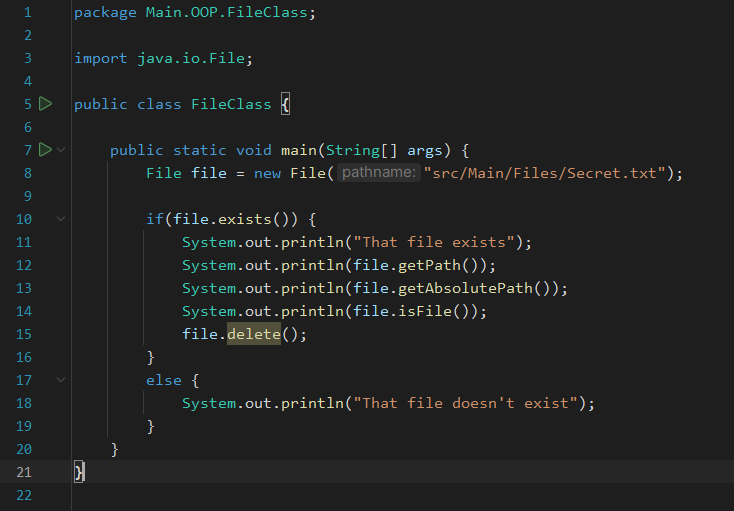 1 package Main.OOP.FileClass;
2
3 import java.io.File;
4
5 public class FileClass {
6
7 public static void main(String[] args) {
8 File file = new File( pathname: "src/Main/Files/Secret.txt");
9
10 if(file.exists()) {
11 System.out.println("That file exists");
12 System.out.println(file.getPath());
13 System.out.println(file.getAbsolutePath());
14 System.out.println(file.isFile());
15 file.delete();
16 }
17 else {
18 System.out.println("That file doesn't exist");
19 }
20 }
21 }
22